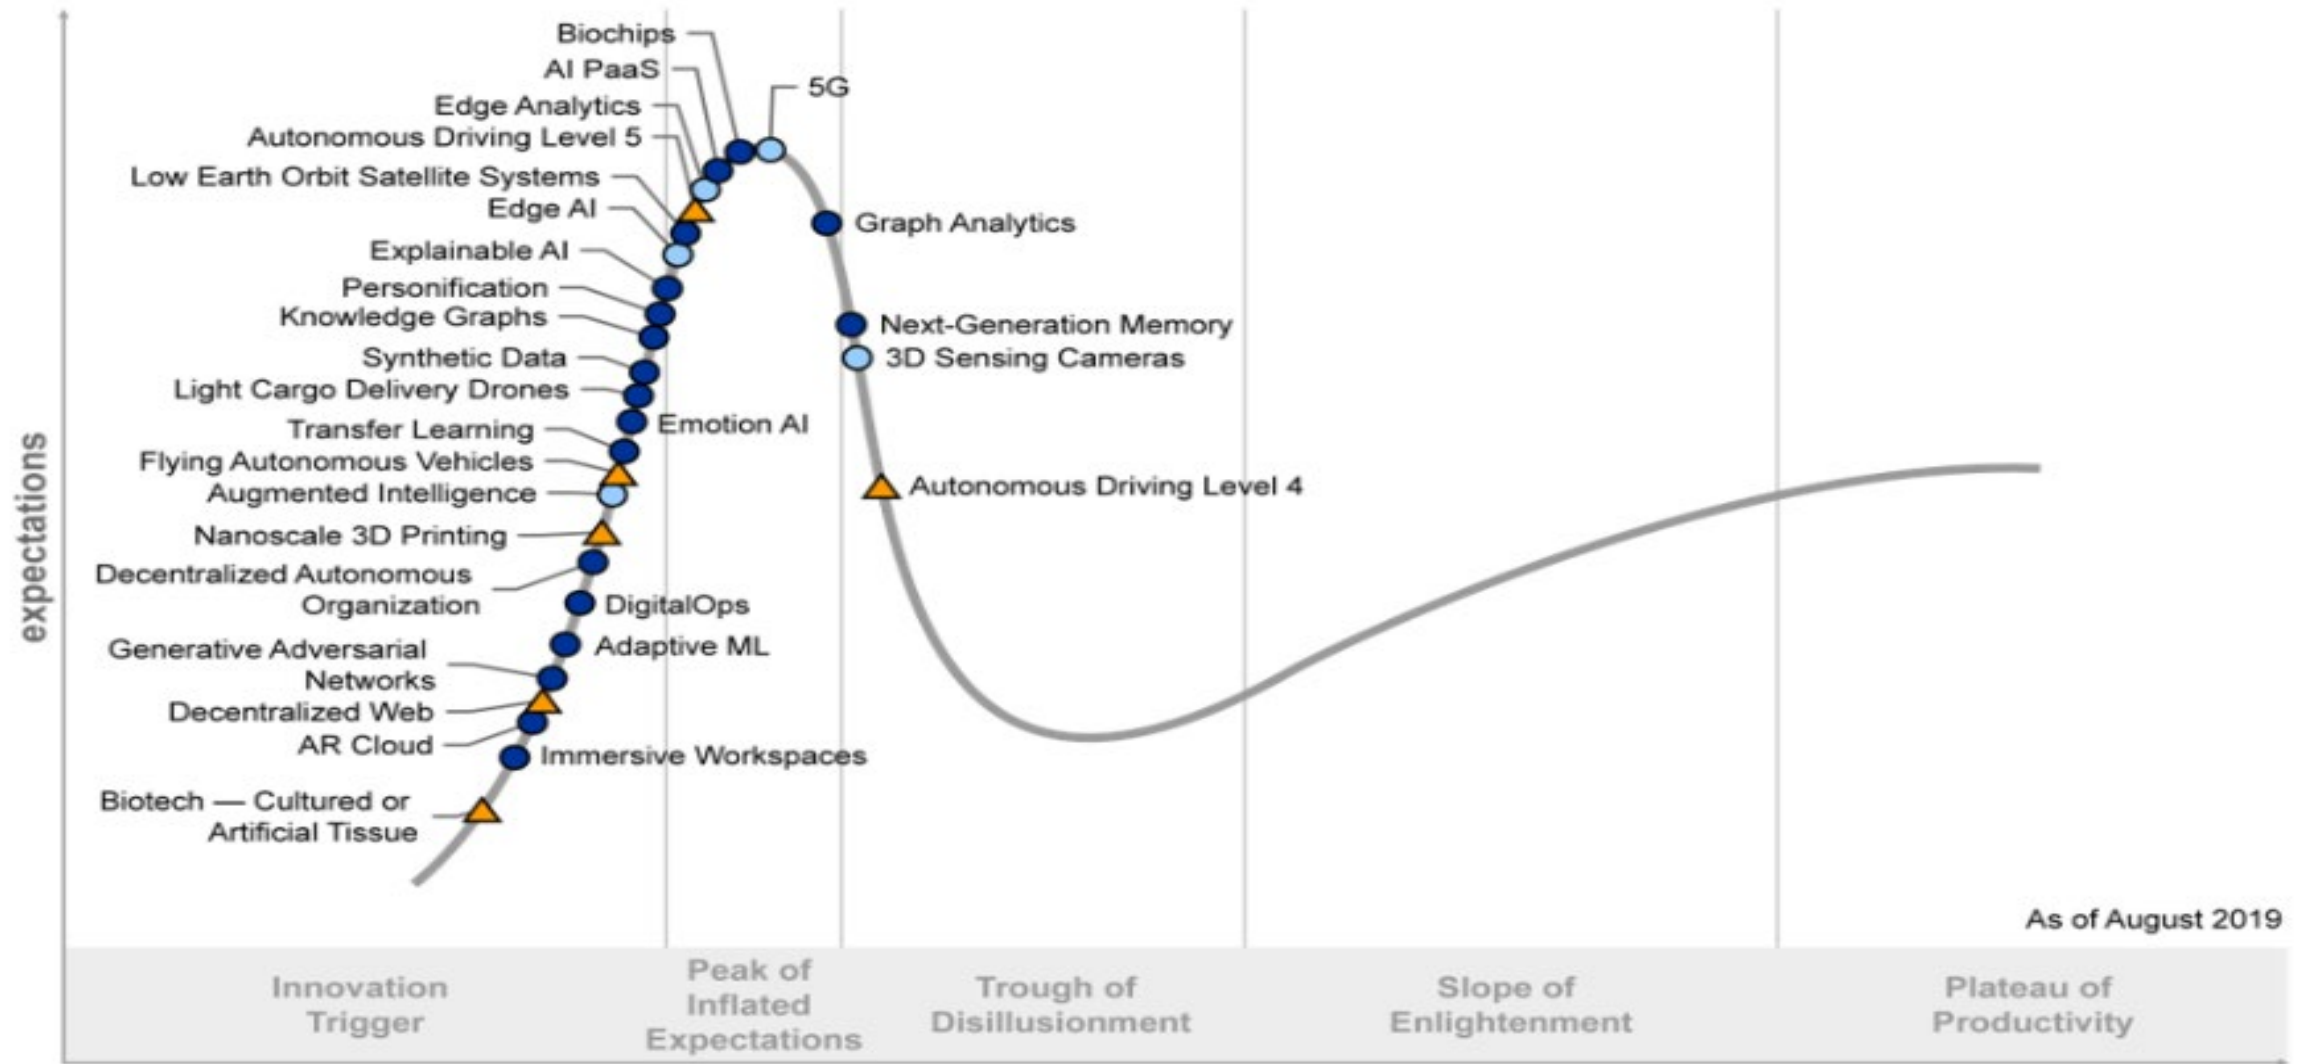 Biochips
AI PaaS
5G
Edge Analytics
Autonomous Driving Level 5
Low Earth Orbit Satellite Systems
Edge AI
Graph Analytics
Explainable AI
Personification
Knowledge Graphs
Next-Generation Memory
Synthetic Data
3D Sensing Cameras
Light Cargo Delivery Drones
Emotion AI
Transfer Learning
Flying Autonomous Vehicles
Augmented Intelligence
Autonomous Driving Level 4
Nanoscale 3D Printing
Decentralized Autonomous
Organization
DigitalOps
Generative Adversarial
Networks
Adaptive ML
Decentralized Web
AR Cloud
Immersive Workspaces
Biotech — Cultured or
Artificial Tissue
expectations
As of August 2019
Innovation
Trigger
Peak of
Inflated
Expectations
Trough of
Disillusionment
Slope of
Enlightenment
Plateau of
Productivity